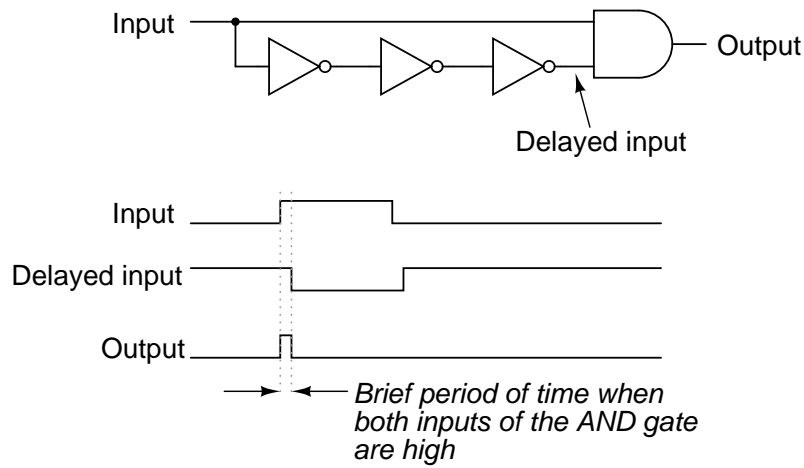 Input
Output
Delayed input
Input
Delayed input
Output
Brief period of time when
both inputs of the AND gate
are high